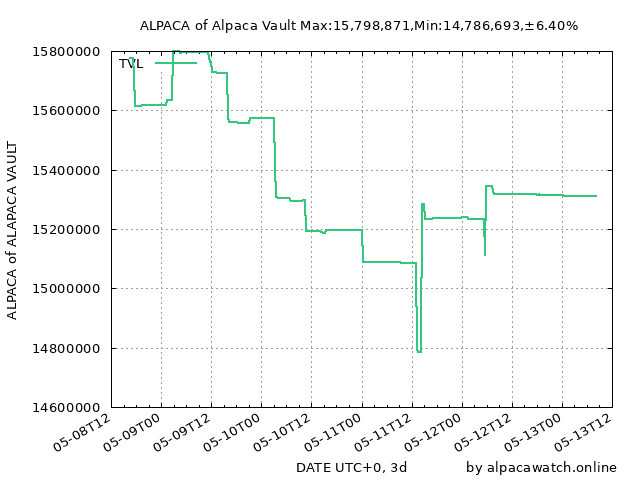 ALPACA of Alpaca Vault Max:15,798,871,Min:14,786,693,±6.40%
TVL
ALPACA of ALAPACA VAULT
15800000
15600000
15400000
15200000
15000000
14800000
14600000
05-08T12
05-09T00
05-09T12
05-10T00
05-10T12
05-11T00
05-11T12
05-12T00
05-12T12
05-13T00
05-13T12
DATE UTC+0, 3d
by alpacawatch.online